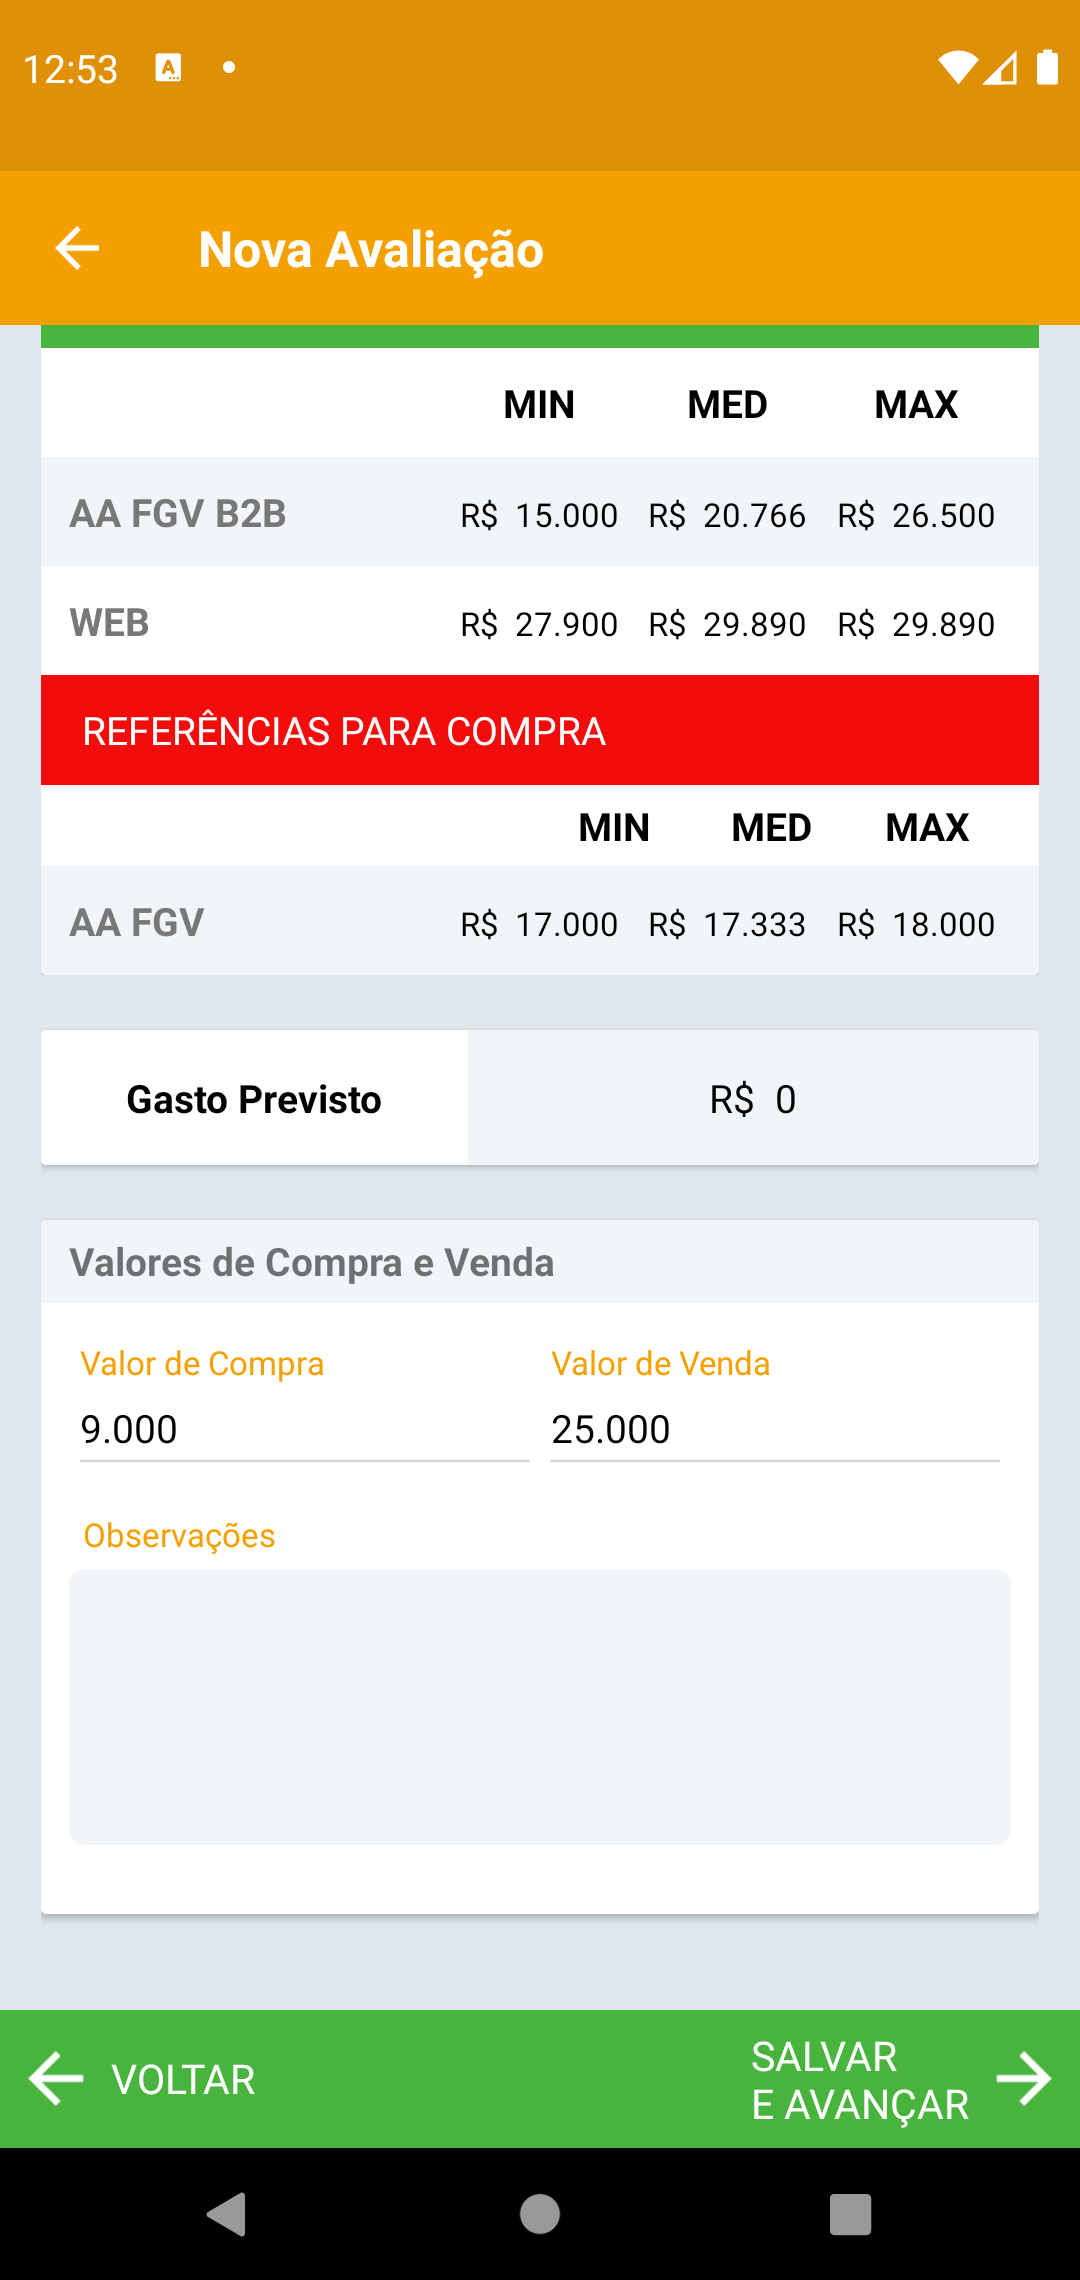 12:53
Nova Avaliação
MIN MED MAX
AA FGV B2B R$ 15.000 R$ 20.766 R$ 26.500
WEB R$ 27.900 R$ 29.890 R$ 29.890
REFERÊNCIAS PARA COMPRA
MIN MED MAX
AA FGV R$ 17.000 R$ 17.333 R$ 18.000
Gasto Previsto R$ 0
Valores de Compra e Venda
Valor de Compra Valor de Venda
9.000 25.000
Observações
VOLTAR
SALVAR
E AVANÇAR